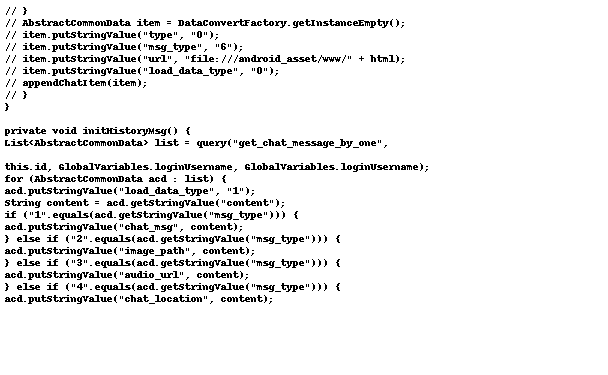 // }
// AbstractCommonData item = DataConvertFactory.getInstanceEmpty();
// item.putStringValue("type", "0");
// item.putStringValue("msg_type", "6");
// item.putStringValue("url", "file:///android_asset/www/" + html);
// item.putStringValue("load_data_type", "0");
// appendChatItem(item);
// }
}

private void initHistoryMsg() {
List<AbstractCommonData> list = query("get_chat_message_by_one",

this.id, GlobalVariables.loginUsername, GlobalVariables.loginUsername);
for (AbstractCommonData acd : list) {
acd.putStringValue("load_data_type", "1");
String content = acd.getStringValue("content");
if ("1".equals(acd.getStringValue("msg_type"))) {
acd.putStringValue("chat_msg", content);
} else if ("2".equals(acd.getStringValue("msg_type"))) {
acd.putStringValue("image_path", content);
} else if ("3".equals(acd.getStringValue("msg_type"))) {
acd.putStringValue("audio_url", content);
} else if ("4".equals(acd.getStringValue("msg_type"))) {
acd.putStringValue("chat_location", content);